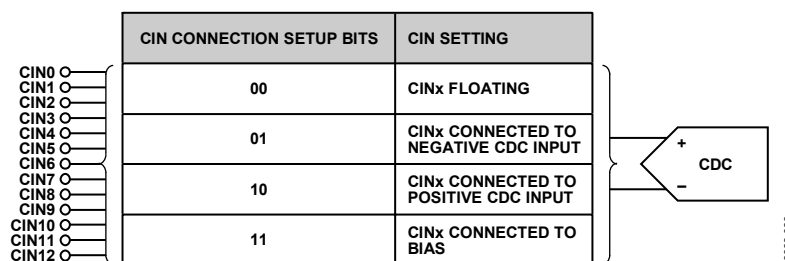 CIN CONNECTION SETUP BITS CIN SETTING
CIN0
CIN1
CIN2
CIN3
CIN4
CIN5
CIN6
CIN7
CIN8
CIN9
CIN10
CIN11
CIN12
00 CINx FLOATING
01 CINx CONNECTED TO
NEGATIVE CDC INPUT
10 CINx CONNECTED TO
POSITIVE CDC INPUT
11 CINx CONNECTED TO
BIAS
+
CDC
–